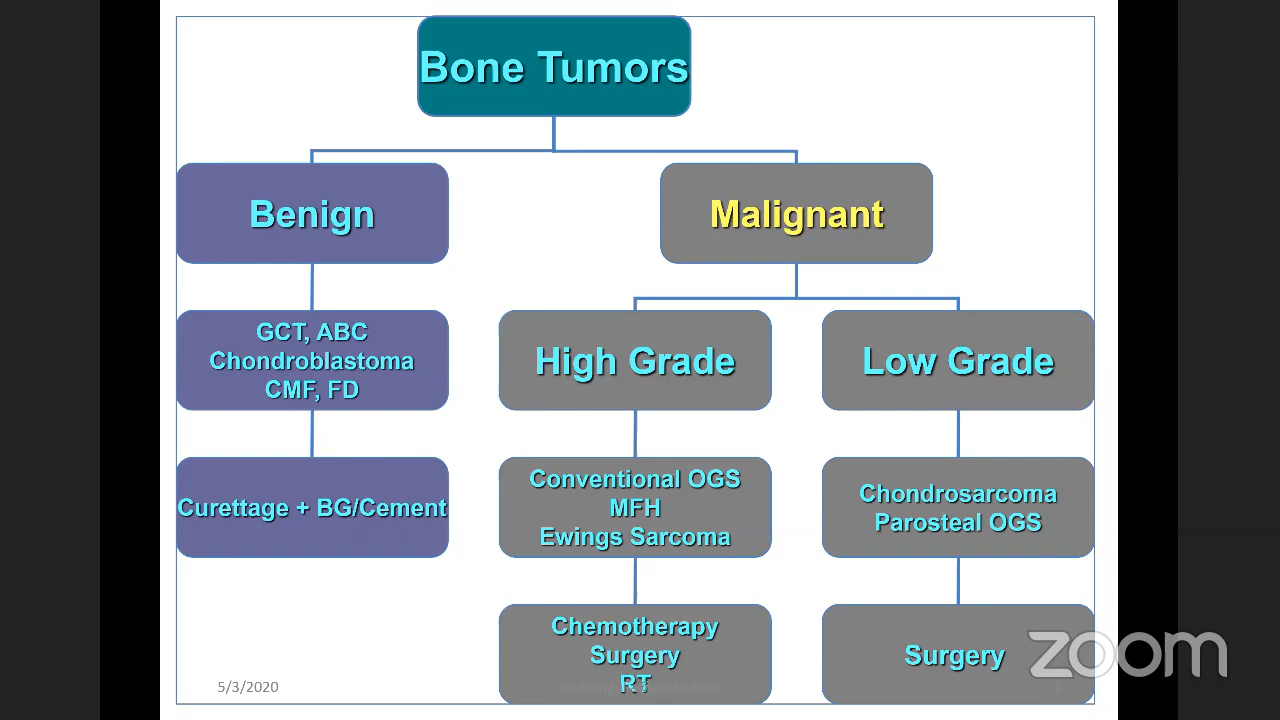 Bone Tumors
Benign
Malignant
GCT, ABC
Chondroblastoma
CMF, FD
High Grade
Low Grade
Curettage + BG/Cement
Conventional OGS
MFH
Ewings Sarcoma
Chondrosarcoma
Parosteal OGS
Chemotherapy
Surgery
RT
Surgery
zoom
5/3/2020